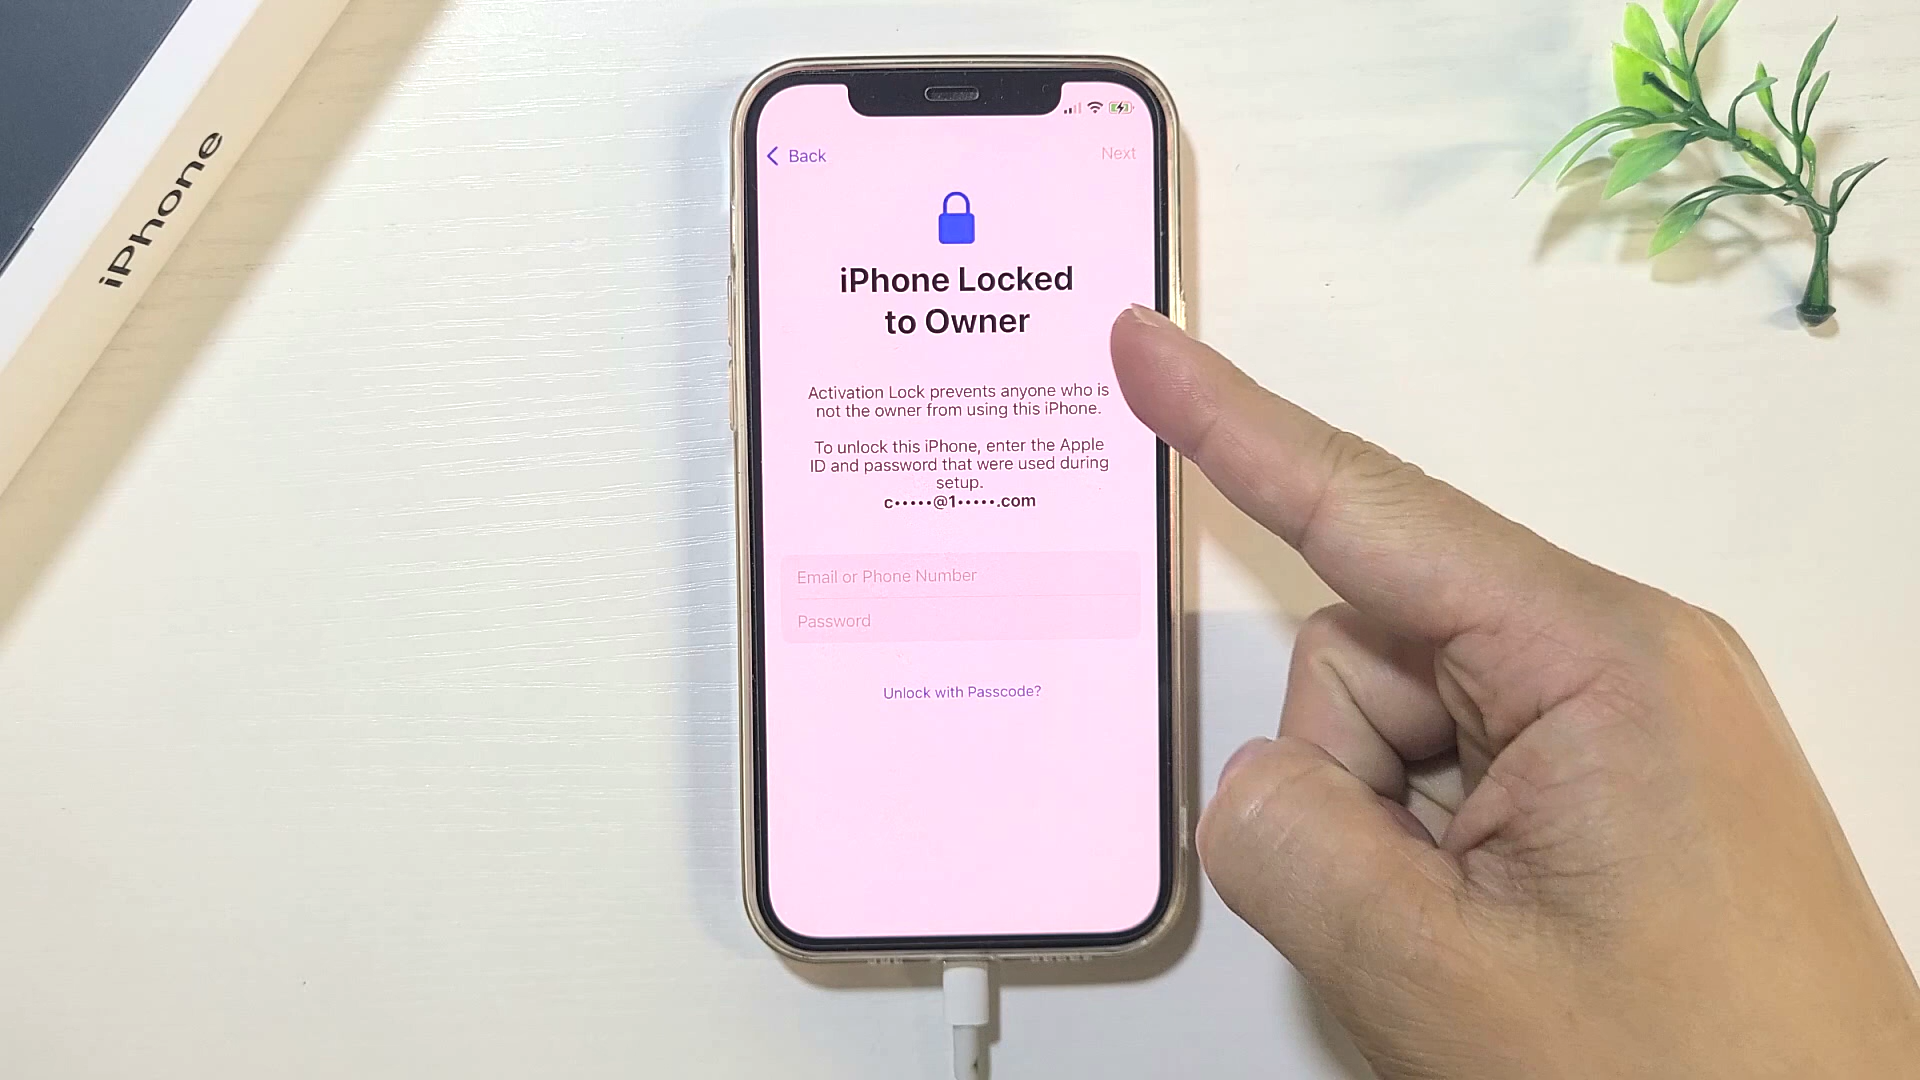 iPhone
Back
Next
iPhone Locked
to Owner
Activation Lock prevents anyone who is
not the owner from using this iPhone.
To unlock this iPhone, enter the Apple
ID and password that were used during
setup.
c•••••@1•••••.com
Email or Phone Number
Password
Unlock with Passcode?